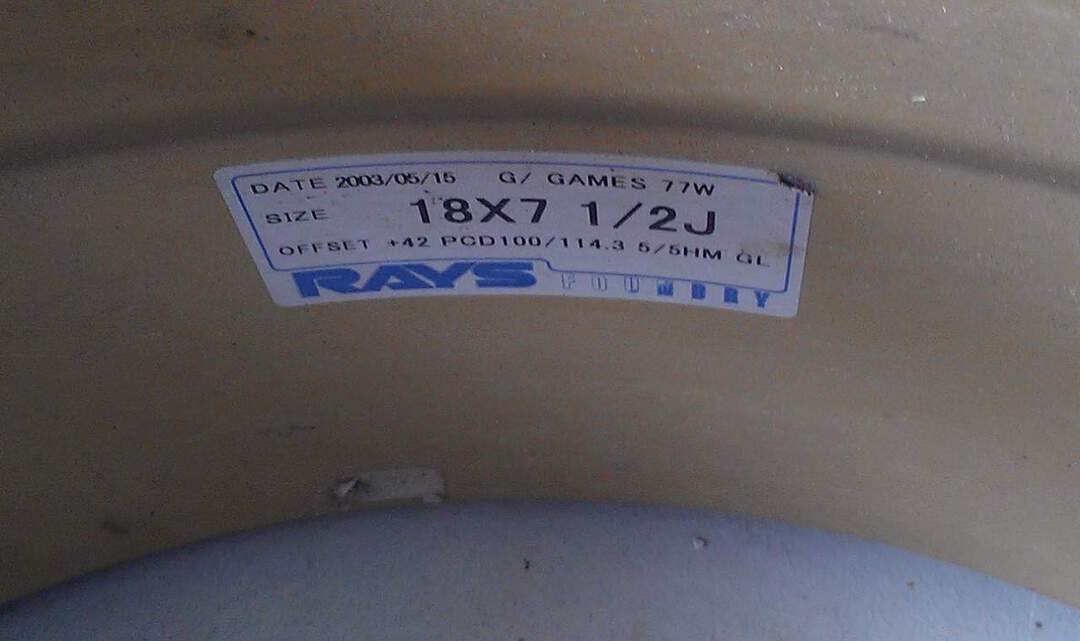 DATE 2003/05/15 G/ GAMES 77W
SIZE 18X7 1/2J
OFFSET +42 PCD100/114.3 5/5HM GL
RAYS FOUNDRY